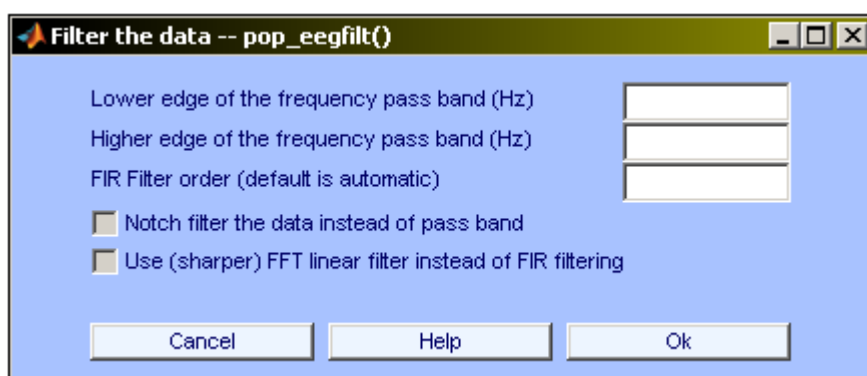 Filter the data -- pop_eegfilt()
Lower edge of the frequency pass band (Hz)
Higher edge of the frequency pass band (Hz)
FIR Filter order (default is automatic)
Notch filter the data instead of pass band
Use (sharper) FFT linear filter instead of FIR filtering
Cancel Help Ok